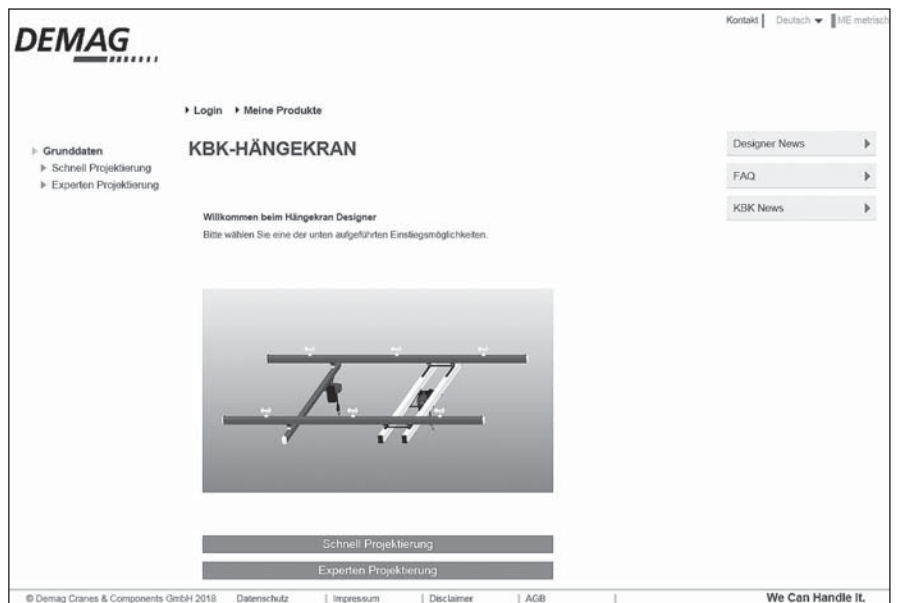 Kontakt Deutsch ME metrisch
DEMAG
Login Meine Produkte
Grunddaten
Schnell Projektierung
Experten Projektierung
KBK-HÄNGEKRAN
Willkommen beim Hängekran Designer
Bitte wählen Sie eine der unten aufgeführten Einstiegsmöglichkeiten.
Designer News
FAQ
KBK News
Schnell Projektierung
Experten Projektierung
© Demag Cranes & Components GmbH 2018 Datenschutz | Impressum | Disclaimer | AGB |
We Can Handle It.